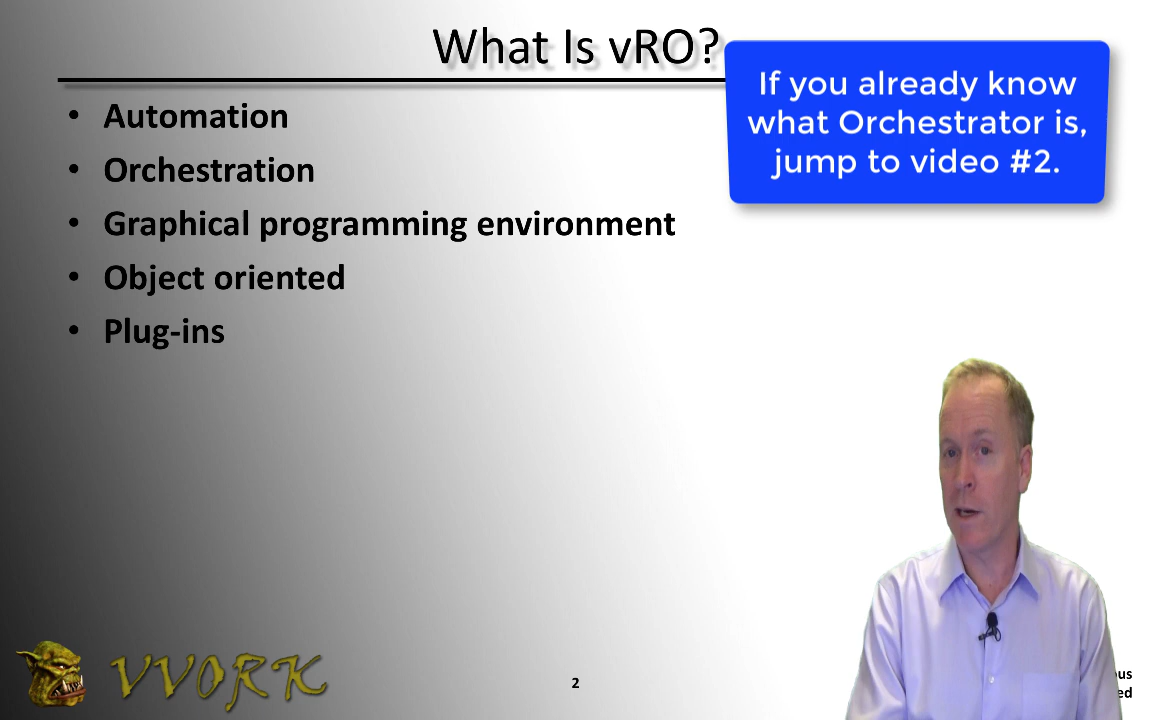 What Is vRO?
If you already know
what Orchestrator is,
jump to video #2.
• Automation
• Orchestration
• Graphical programming environment
• Object oriented
• Plug-ins
VVORK
2